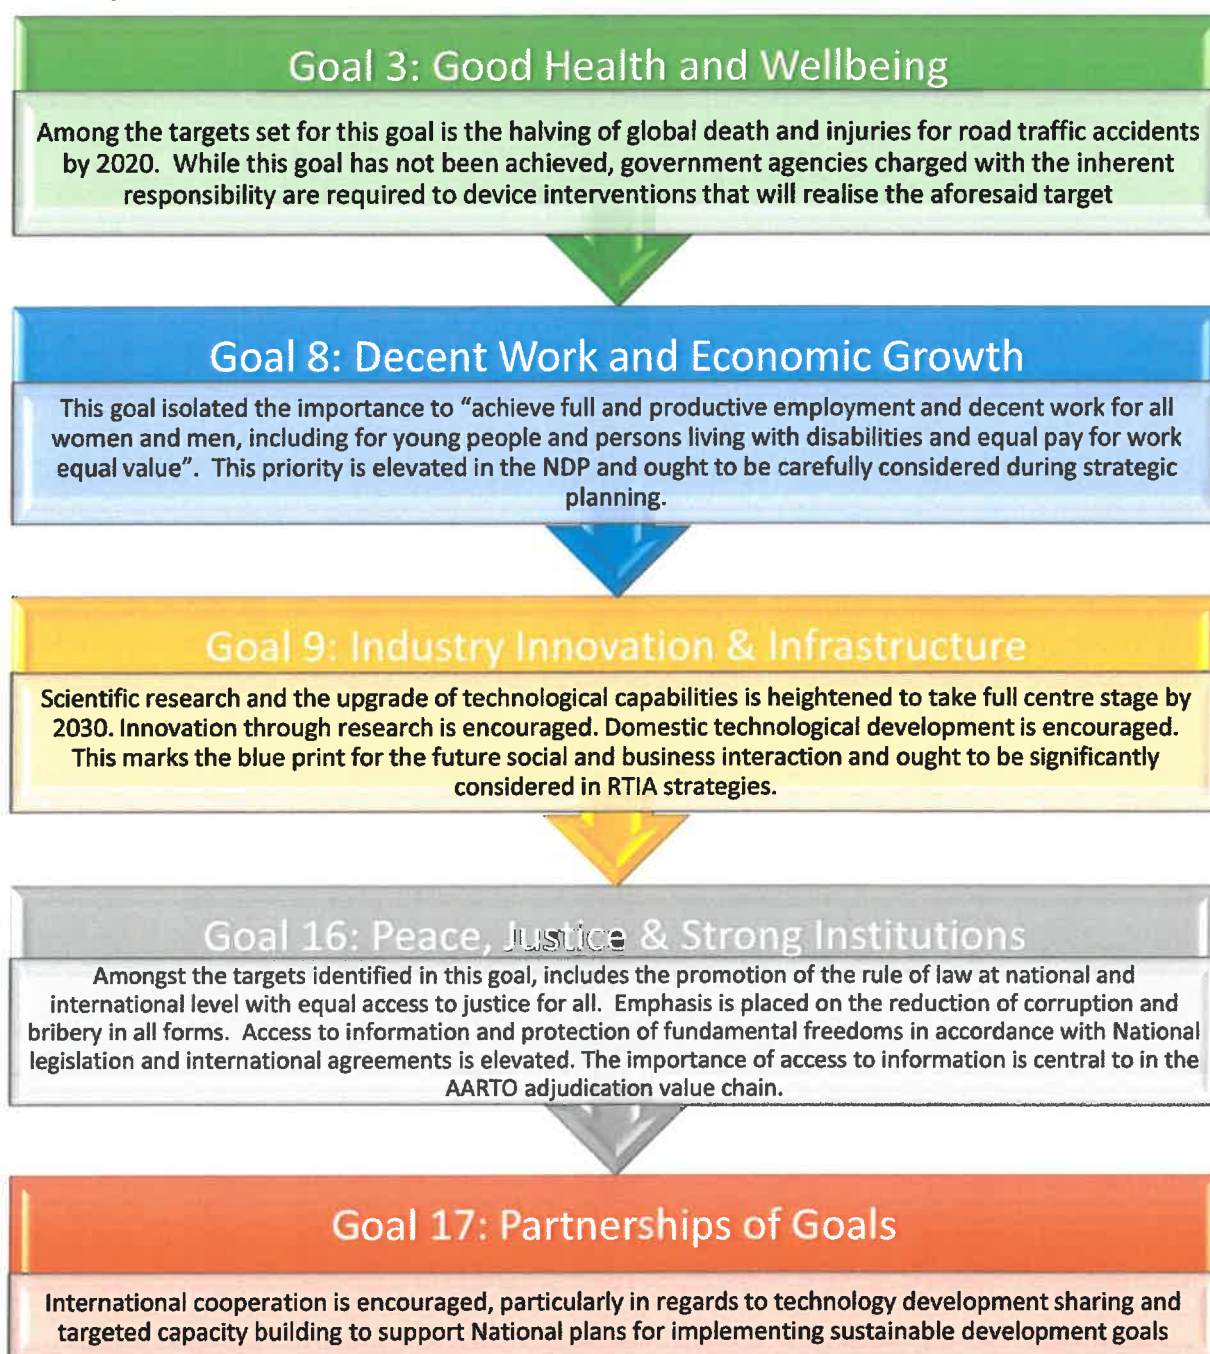 Goal 3: Good Health and Wellbeing
Among the targets set for this goal is the halving of global death and injuries for road traffic accidents
by 2020. While this goal has not been achieved, government agencies charged with the inherent
responsibility are required to device interventions that will realise the aforesaid target
Goal 8: Decent Work and Economic Growth
This goal isolated the importance to “achieve full and productive employment and decent work for all
women and men, including for young people and persons living with disabilities and equal pay for work
equal value”. This priority is elevated in the NDP and ought to be carefully considered during strategic
planning.
Goal 9: Industry Innovation & Infrastructure
Scientific research and the upgrade of technological capabilities is heightened to take full centre stage by
2030. Innovation through research is encouraged. Domestic technological development is encouraged.
This marks the blue print for the future social and business interaction and ought to be significantly
considered in RTIA strategies.
Goal 16: Peace, Justice & Strong Institutions
Amongst the targets identified in this goal, includes the promotion of the rule of law at national and
international level with equal access to justice for all. Emphasis is placed on the reduction of corruption and
bribery in all forms. Access to information and protection of fundamental freedoms in accordance with National
legislation and international agreements is elevated. The importance of access to information is central to in the
AARTO adjudication value chain.
Goal 17: Partnerships of Goals
International cooperation is encouraged, particularly in regards to technology development sharing and
targeted capacity building to support National plans for implementing sustainable development goals